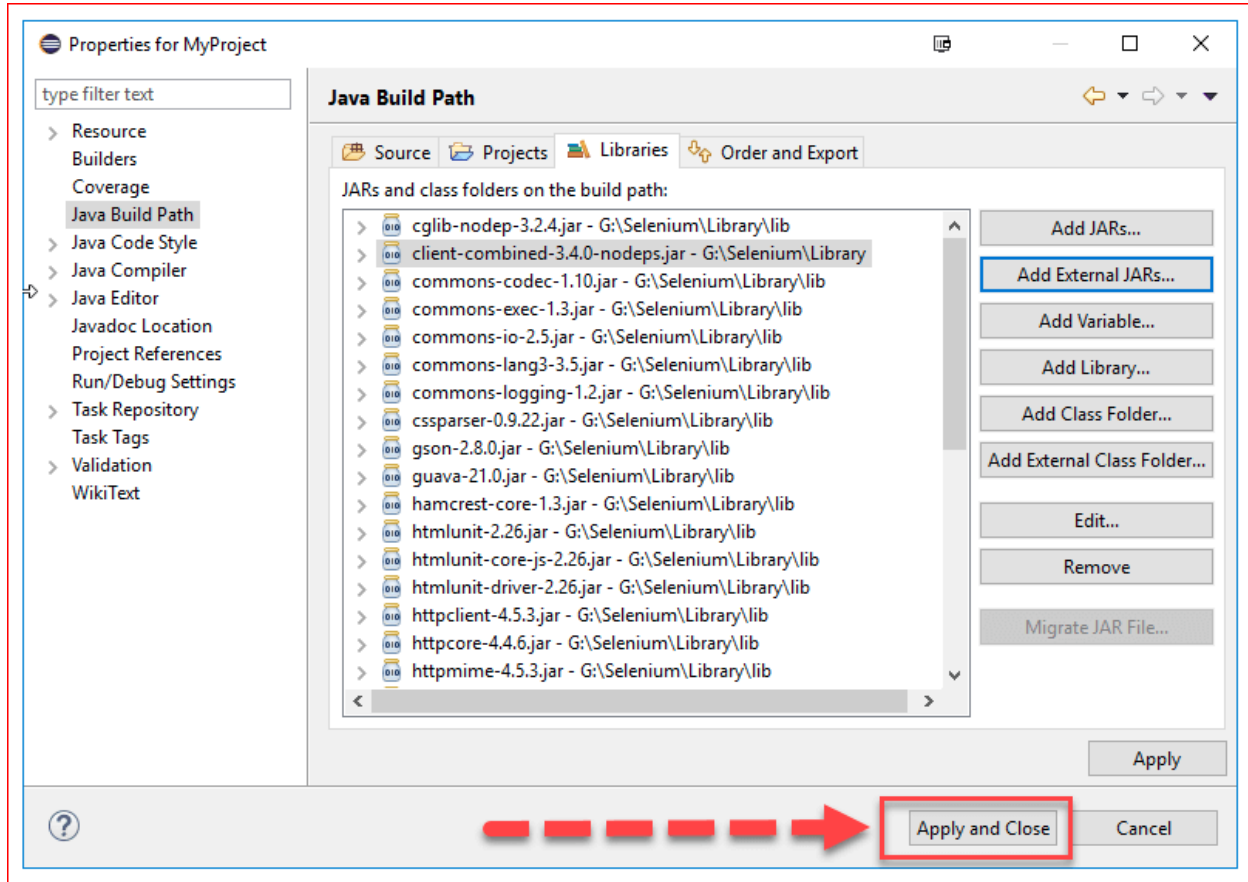 Properties for MyProject
type filter text
Resource
Builders
Coverage
Java Build Path
Java Code Style
Java Compiler
Java Editor
Javadoc Location
Project References
Run/Debug Settings
Task Repository
Task Tags
Validation
WikiText
Java Build Path
Source Projects Libraries Order and Export
JARs and class folders on the build path:
cglib-nodep-3.2.4.jar - G:\Selenium\Library\lib
client-combined-3.4.0-nodeps.jar - G:\Selenium\Library
commons-codec-1.10.jar - G:\Selenium\Library\lib
commons-exec-1.3.jar - G:\Selenium\Library\lib
commons-io-2.5.jar - G:\Selenium\Library\lib
commons-lang3-3.5.jar - G:\Selenium\Library\lib
commons-logging-1.2.jar - G:\Selenium\Library\lib
cssparser-0.9.22.jar - G:\Selenium\Library\lib
gson-2.8.0.jar - G:\Selenium\Library\lib
guava-21.0.jar - G:\Selenium\Library\lib
hamcrest-core-1.3.jar - G:\Selenium\Library\lib
htmlunit-2.26.jar - G:\Selenium\Library\lib
htmlunit-core-js-2.26.jar - G:\Selenium\Library\lib
htmlunit-driver-2.26.jar - G:\Selenium\Library\lib
httpclient-4.5.3.jar - G:\Selenium\Library\lib
httpcore-4.4.6.jar - G:\Selenium\Library\lib
httpmime-4.5.3.jar - G:\Selenium\Library\lib
Add JARs...
Add External JARs...
Add Variable...
Add Library...
Add Class Folder...
Add External Class Folder...
Edit...
Remove
Migrate JAR File...
Apply
Apply and Close
Cancel